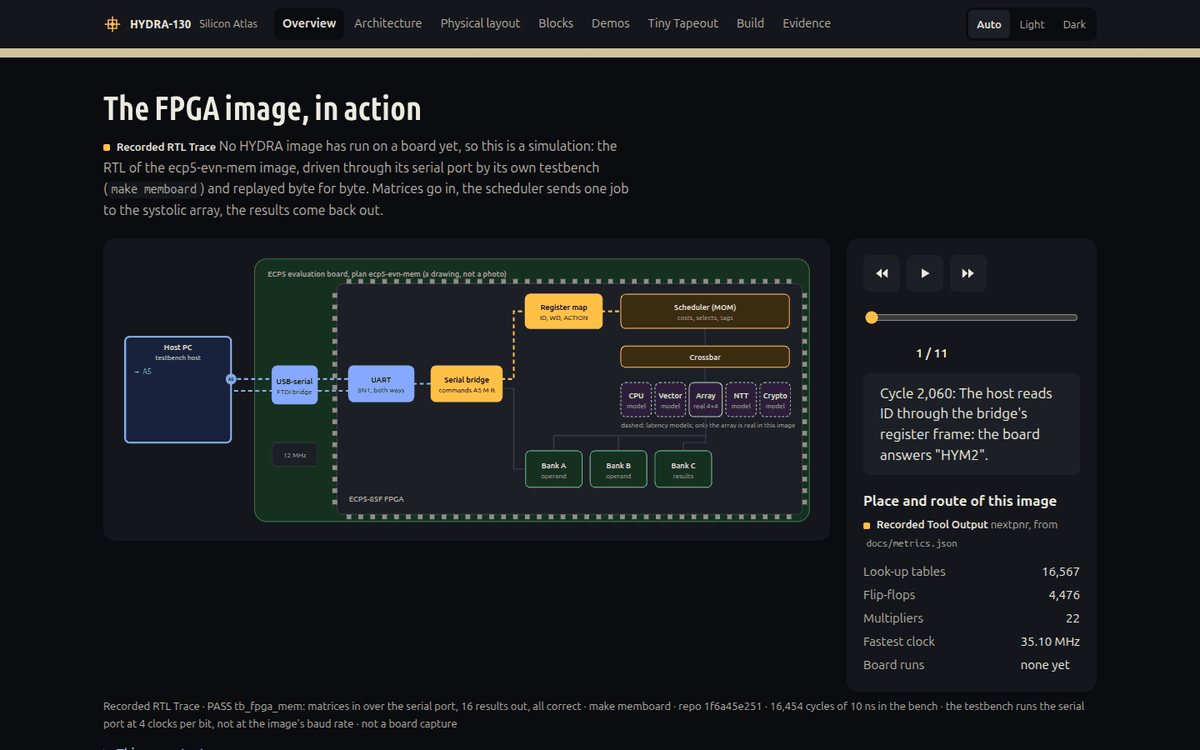 HYDRA-130 Silicon Atlas Overview Architecture Physical layout Blocks Demos Tiny Tapeout Build Evidence Auto Light Dark
The FPGA image, in action
Recorded RTL Trace No HYDRA image has run on a board yet, so this is a simulation: the
RTL of the ecp5-evn-mem image, driven through its serial port by its own testbench
(make memboard) and replayed byte for byte. Matrices go in, the scheduler sends one job
to the systolic array, the results come back out.
ECP5 evaluation board, plan ecp5-evn-mem (a drawing, not a photo)
Host PC
testbench host
→ A5
USB-serial
FTDI bridge
12 MHz
UART
8N1, both ways
Serial bridge
commands A5 M R
Register map
ID, WD, ACTION
Scheduler (MOM)
costs, selects, tags
Crossbar
CPU
model
Vector
model
Array
real 4×4
NTT
model
Crypto
model
dashed: latency models; only the array is real in this image
Bank A
operand
Bank B
operand
Bank C
results
ECP5-85F FPGA
1 / 11
Cycle 2,060: The host reads
ID through the bridge's
register frame: the board
answers "HYM2".
Place and route of this image
Recorded Tool Output nextpnr, from
docs/metrics.json
Look-up tables 16,567
Flip-flops 4,476
Multipliers 22
Fastest clock 35.10 MHz
Board runs none yet
Recorded RTL Trace · PASS tb_fpga_mem: matrices in over the serial port, 16 results out, all correct · make memboard · repo 1f6a45e251 · 16,454 cycles of 10 ns in the bench · the testbench runs the serial
port at 4 clocks per bit, not at the image's baud rate · not a board capture